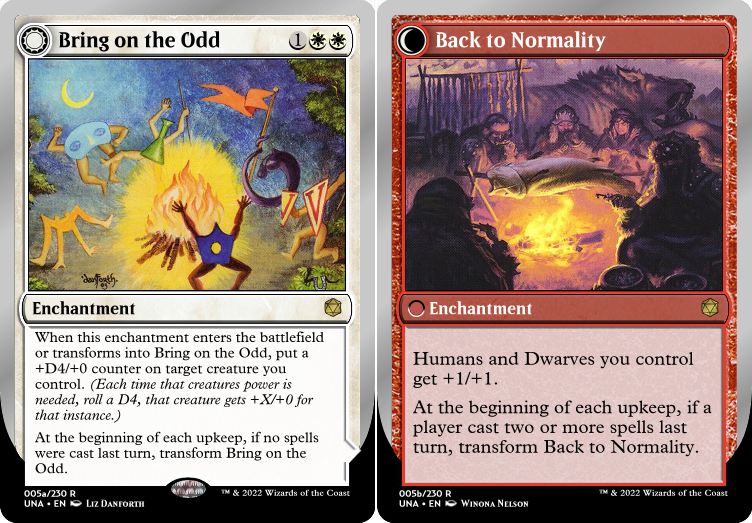 Bring on the Odd 1
Enchantment
When this enchantment enters the battlefield
or transforms into Bring on the Odd, put a
+D4/+0 counter on target creature you
control. (Each time that creatures power is
needed, roll a D4, that creature gets +X/+0 for
that instance.)
At the beginning of each upkeep, if no spells
were cast last turn, transform Bring on the
Odd.
005a/230 R
UNA • EN Liz Danforth
™ & 2022 Wizards of the Coast
Back to Normality
Enchantment
Humans and Dwarves you control
get +1/+1.
At the beginning of each upkeep, if a
player cast two or more spells last
turn, transform Back to Normality.
005b/230 R
UNA • EN Winona Nelson
™ & 2022 Wizards of the Coast